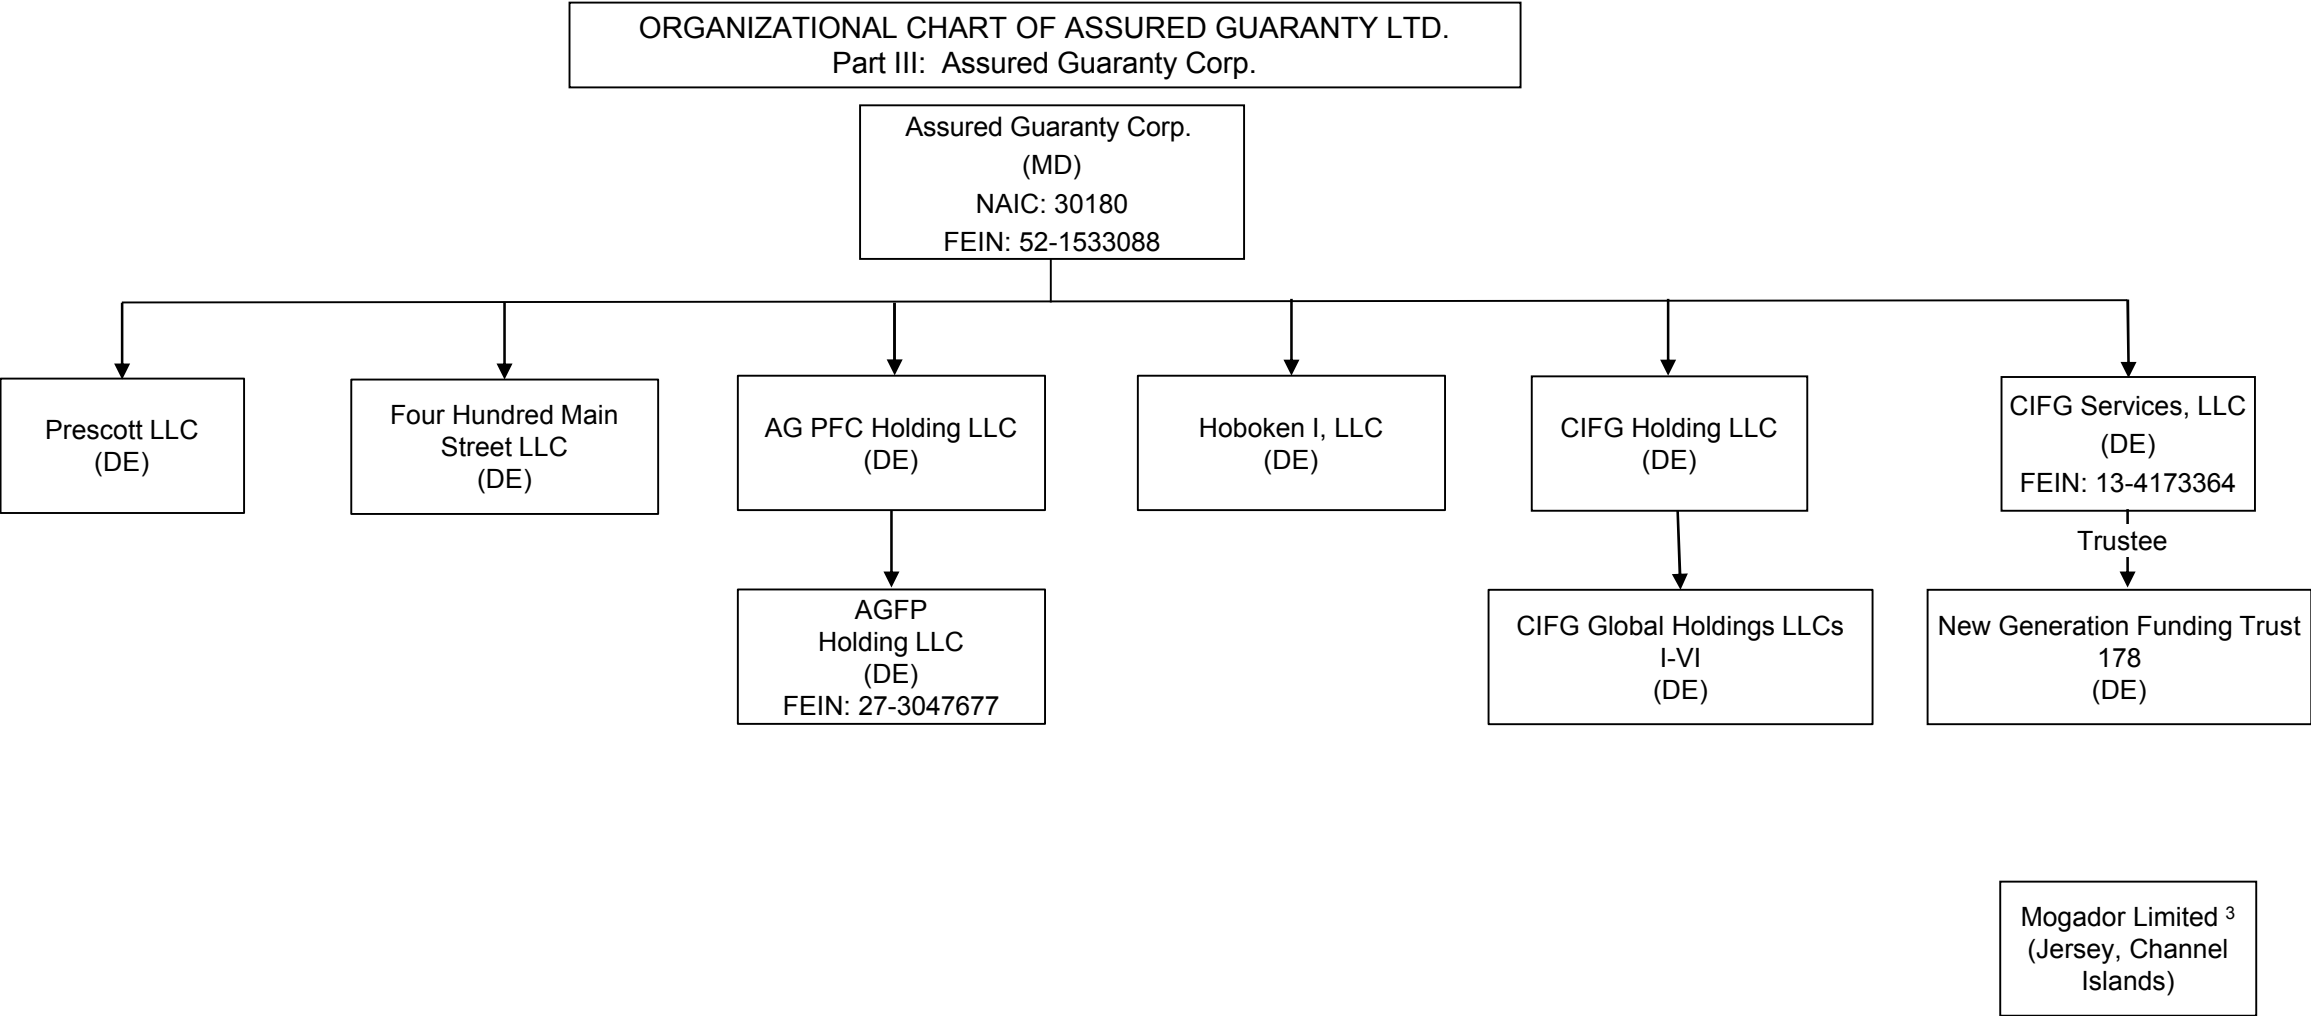 ORGANIZATIONAL CHART OF ASSURED GUARANTY LTD.
Part III:  Assured Guaranty Corp.
Assured Guaranty Corp.
(MD)
NAIC: 30180
FEIN: 52-1533088
Prescott LLC
(DE)
Four Hundred Main
Street LLC
(DE)
AG PFC Holding LLC
(DE)
Hoboken I, LLC
(DE)
CIFG Holding LLC
(DE)
CIFG Services, LLC
(DE)
FEIN: 13-4173364
Trustee
AGFP
Holding LLC
(DE)
FEIN: 27-3047677
CIFG Global Holdings LLCs
I-VI
(DE)
New Generation Funding Trust
178
(DE)
Mogador Limited ³
(Jersey, Channel
Islands)